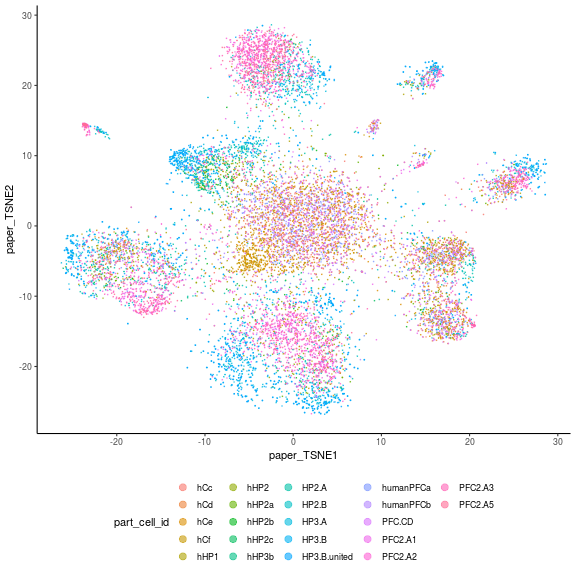 30
20
10
0
-10
-20
paper_TSNE2
-20 -10 0 10 20 30
paper_TSNE1
part_cell_id
hCc hHP2 HP2.A humanPFCa PFC2.A3
hCd hHP2a HP2.B humanPFCb PFC2.A5
hCe hHP2b HP3.A PFC.CD
hCf hHP2c HP3.B PFC2.A1
hHP1 hHP3b HP3.B.united PFC2.A2